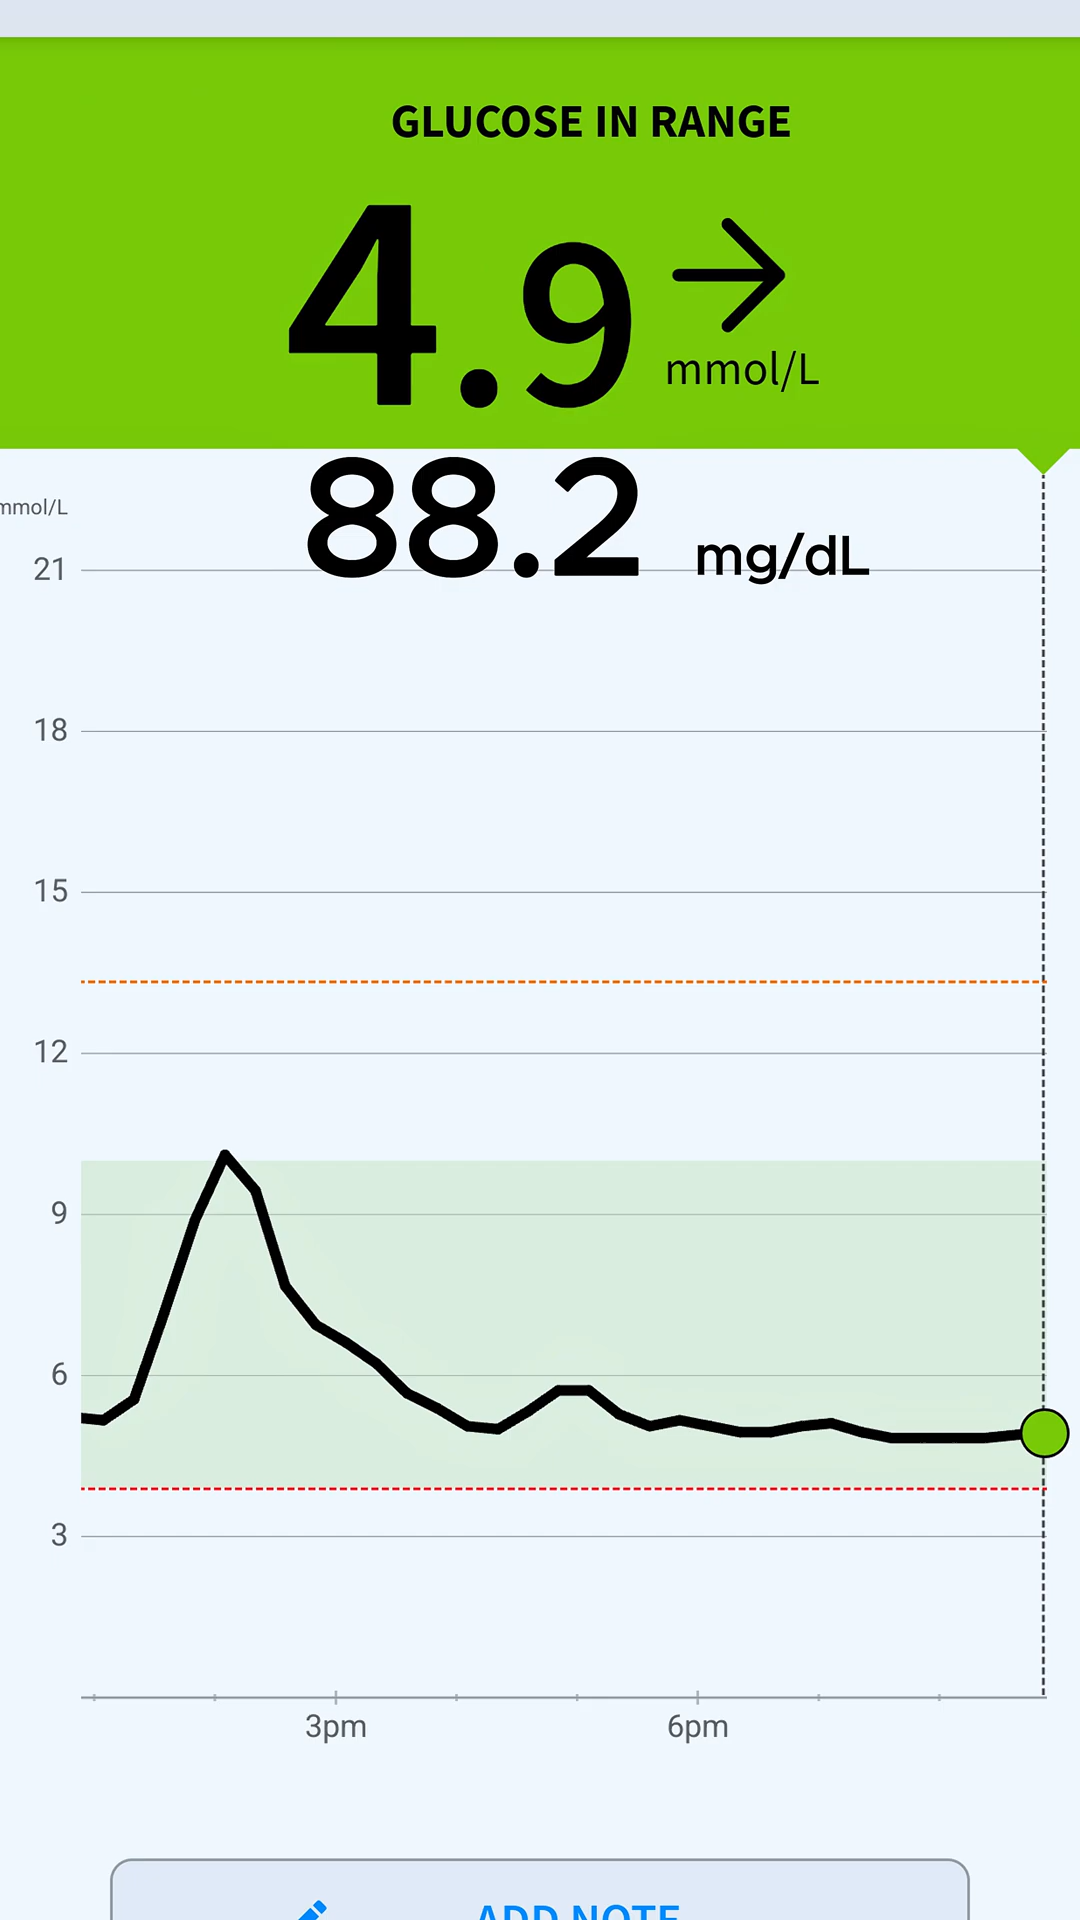 GLUCOSE IN RANGE
4.9
mmol/L
88.2 mg/dL
mmol/L
21
18
15
12
9
6
3
3pm 6pm
ADD NOTE